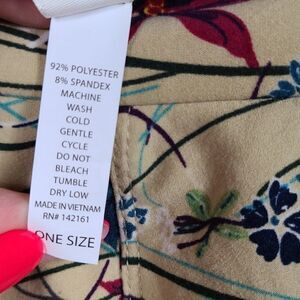 92% POLYESTER
8% SPANDEX
MACHINE
WASH
COLD
GENTLE
CYCLE
DO NOT
BLEACH
TUMBLE
DRY LOW
MADE IN VIETNAM
RN# 142161
ONE SIZE